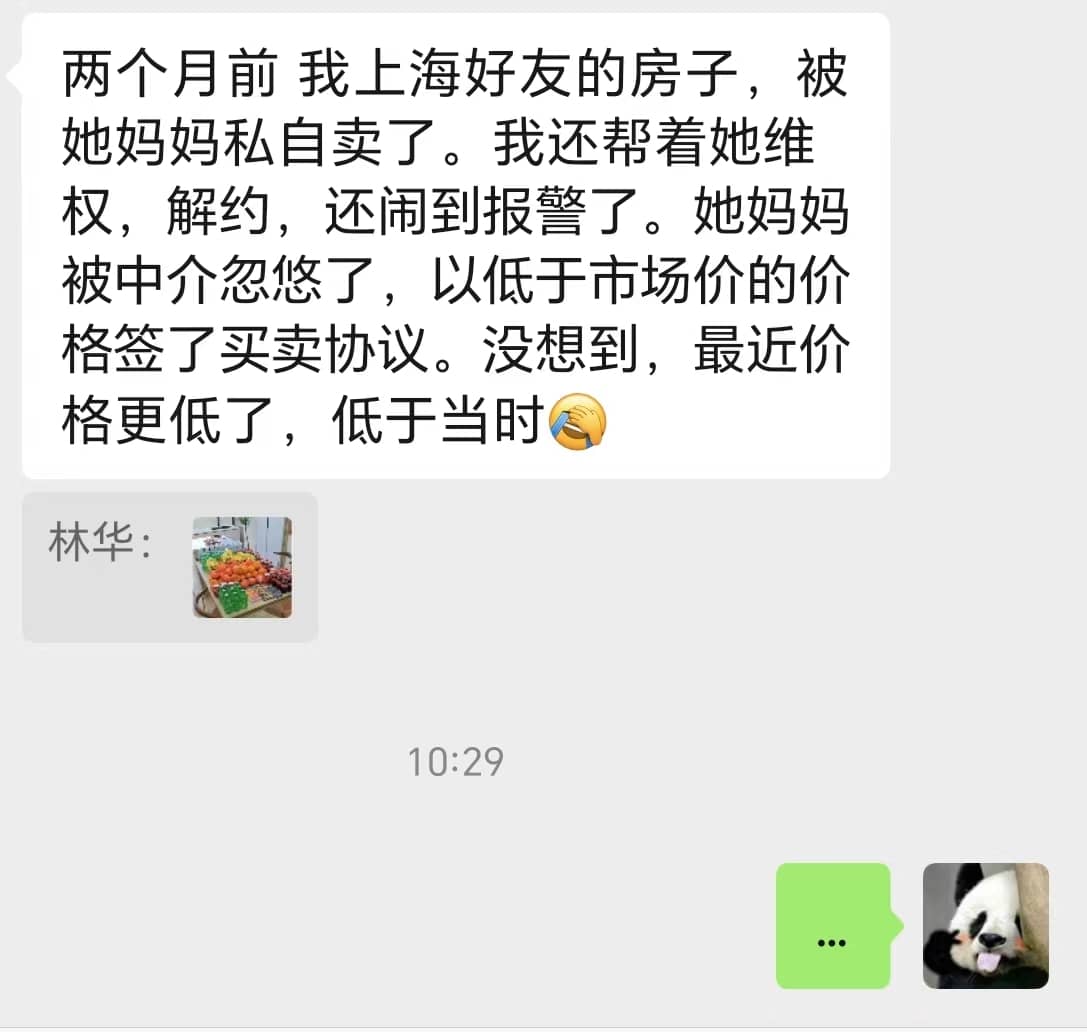 两个月前 我上海好友的房子，被
她妈妈私自卖了。我还帮着她维
权，解约，还闹到报警了。她妈妈
被中介忽悠了，以低于市场价的价
格签了买卖协议。没想到，最近价
格更低了，低于当时🤦
林华：
10:29
...